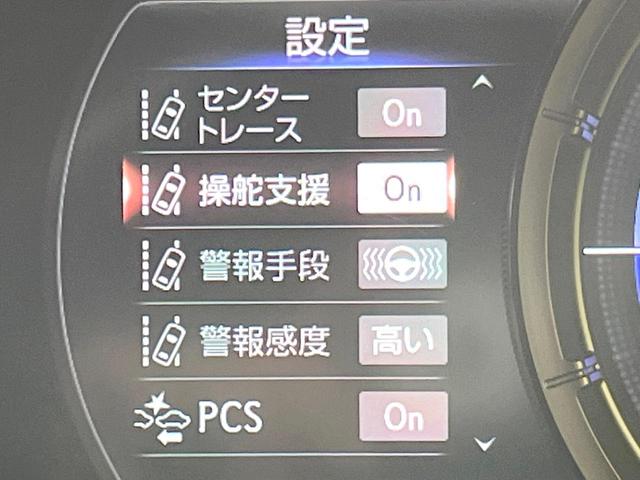 設定
センター
トレース
On
操舵支援 On
警報手段
警報感度 高い
PCS On